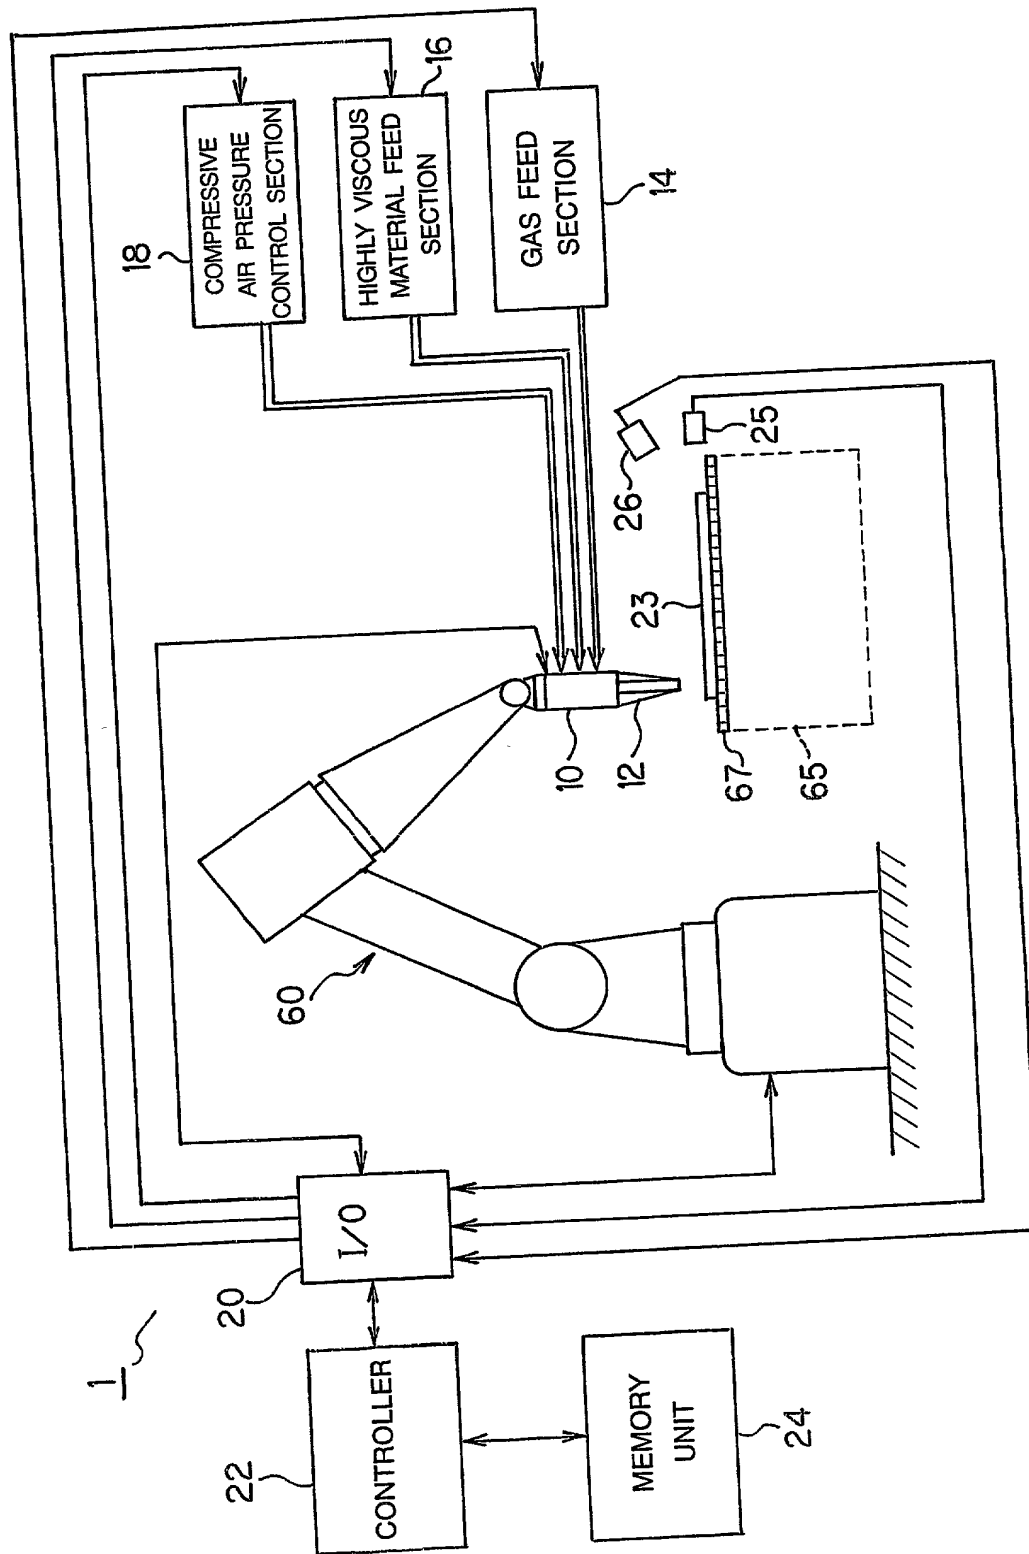 1
22
CONTROLLER
MEMORY
UNIT
24
20
I/O
60
10
12
67
65
23
26
25
18
COMPRESSIVE
AIR PRESSURE
CONTROL SECTION
16
HIGHLY VISCOUS
MATERIAL FEED
SECTION
GAS FEED
SECTION
14